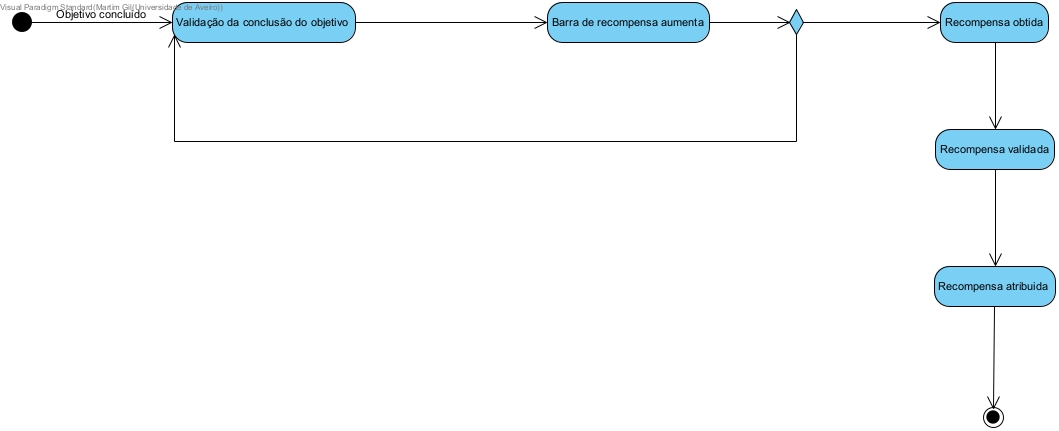 Visual Paradigm Standard(Martim Gil(Universidade de Aveiro))
Objetivo concluído
Validação da conclusão do objetivo
Barra de recompensa aumenta
Recompensa obtida
Recompensa validada
Recompensa atribuida